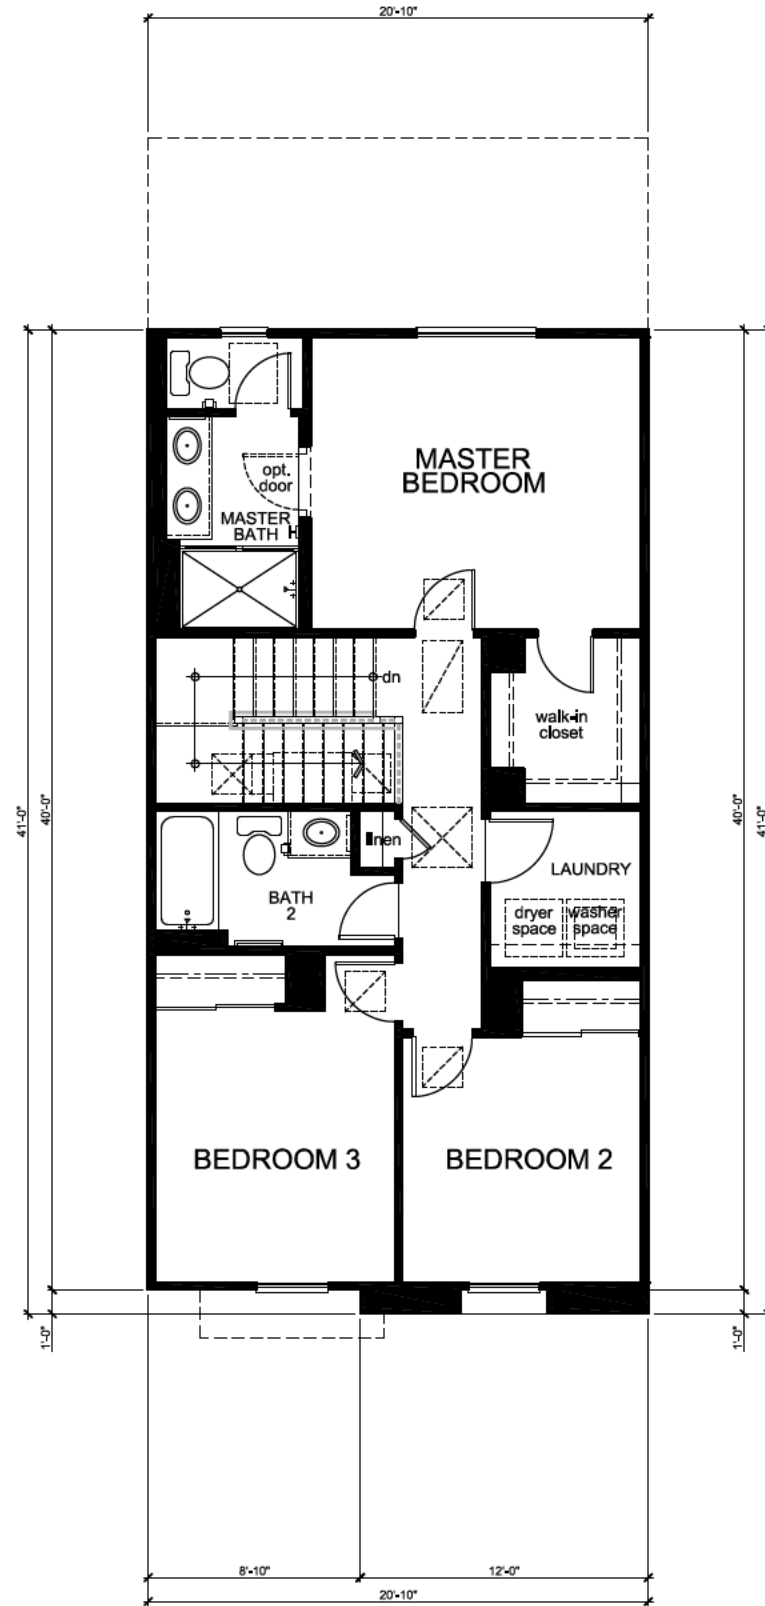 20'-10"
MASTER
BEDROOM
opt.
door
MASTER
BATH
dn
walk-in
closet
41'-0"
40'-0"
40'-0"
41'-0"
linen
LAUNDRY
BATH
2
dryer
space
washer
space
BEDROOM 3
BEDROOM 2
1'-0"
1'-0"
8'-10"
12'-0"
20'-10"